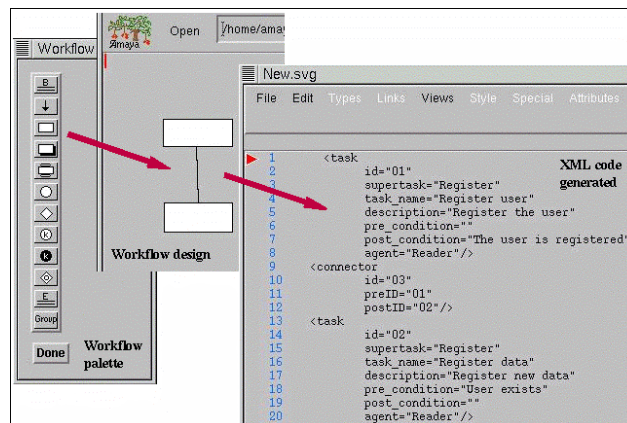 Workflow
B
K
K
E
Group
Done
Workflow
palette
Amaya
Open
/home/amay
Workflow design
New.svg
File Edit Types Links Views Style Special Attributes
XML code
generated
1 <task
2 id="01"
3 supertask="Register"
4 task_name="Register user"
5 description="Register the user"
6 pre_condition=""
7 post_condition="The user is registered"
8 agent="Reader"/>
9 <connector
10 id="03"
11 preID="01"
12 postID="02"/>
13 <task
14 id="02"
15 supertask="Register"
16 task_name="Register data"
17 description="Register new data"
18 pre_condition="User exists"
19 post_condition=""
20 agent="Reader"/>